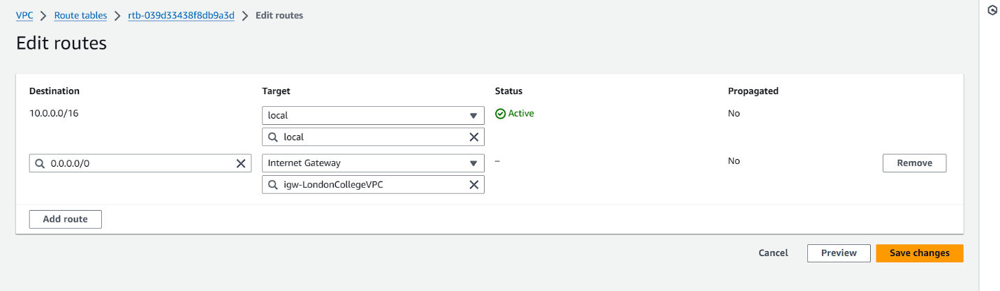 VPC > Route tables > rtb-039d33438f8db9a3d > Edit routes
Edit routes
Destination Target Status Propagated
10.0.0.0/16 local Active No
local
0.0.0.0/0 Internet Gateway – No Remove
igw-LondonCollegeVPC
Add route
Cancel Preview Save changes